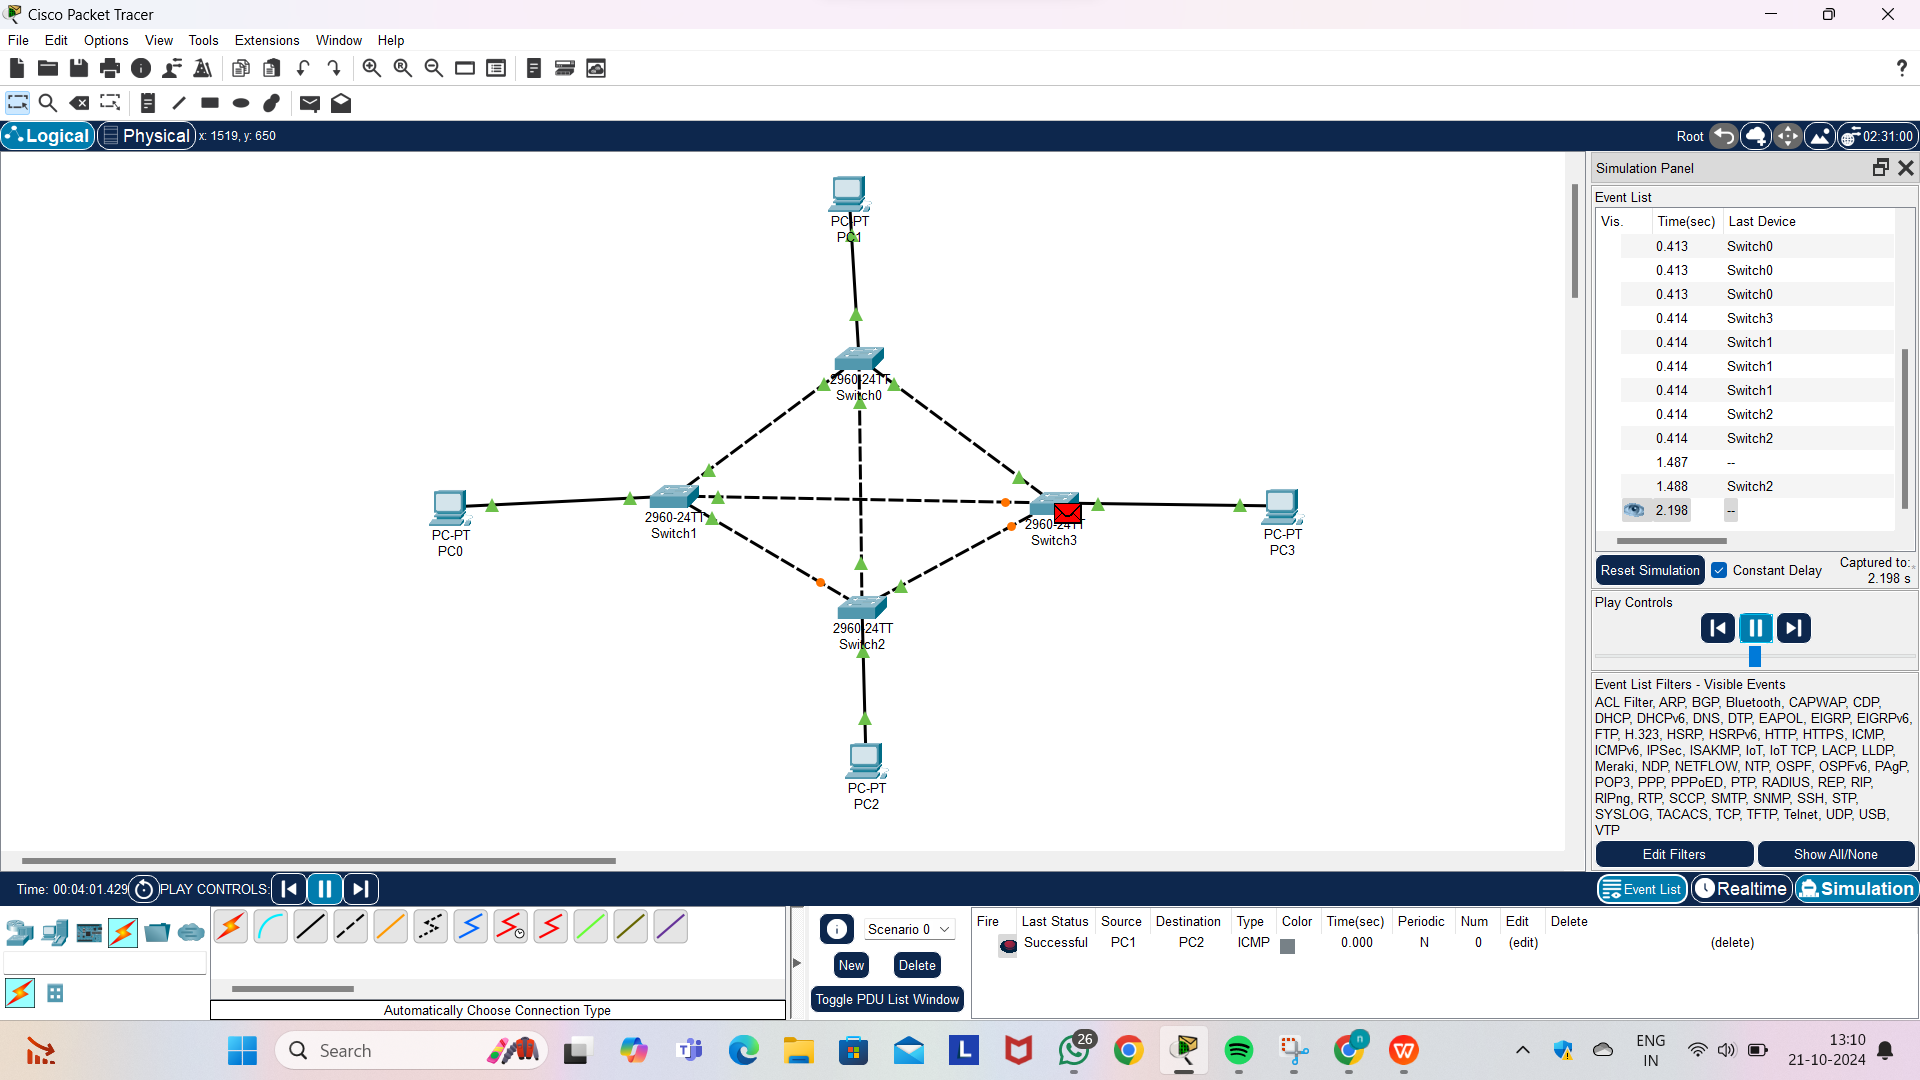 Cisco Packet Tracer
File Edit Options View Tools Extensions Window Help
Logical Physical x: 1519, y: 650 Root 02:31:00
PC-PT
PC1
2960-24TT
Switch0
PC-PT
PC0
2960-24TT
Switch1
2960-24TT
Switch3
PC-PT
PC3
2960-24TT
Switch2
PC-PT
PC2
Simulation Panel
Event List
Vis. Time(sec) Last Device
0.413 Switch0
0.413 Switch0
0.413 Switch0
0.414 Switch3
0.414 Switch1
0.414 Switch1
0.414 Switch1
0.414 Switch2
0.414 Switch2
1.487 --
1.488 Switch2
2.198 --
Reset Simulation Constant Delay Captured to:
2.198 s
Play Controls
Event List Filters - Visible Events
ACL Filter, ARP, BGP, Bluetooth, CAPWAP, CDP,
DHCP, DHCPv6, DNS, DTP, EAPOL, EIGRP, EIGRPv6,
FTP, H.323, HSRP, HSRPv6, HTTP, HTTPS, ICMP,
ICMPv6, IPSec, ISAKMP, IoT, IoT TCP, LACP, LLDP,
Meraki, NDP, NETFLOW, NTP, OSPF, OSPFv6, PAgP,
POP3, PPP, PPPoED, PTP, RADIUS, REP, RIP,
RIPng, RTP, SCCP, SMTP, SNMP, SSH, STP,
SYSLOG, TACACS, TCP, TFTP, Telnet, UDP, USB,
VTP
Edit Filters Show All/None
Time: 00:04:01.429 PLAY CONTROLS: Event List Realtime Simulation
Automatically Choose Connection Type
Scenario 0
New Delete
Toggle PDU List Window
Fire Last Status Source Destination Type Color Time(sec) Periodic Num Edit Delete
Successful PC1 PC2 ICMP 0.000 N 0 (edit) (delete)
Search
26
n
ENG
IN
13:10
21-10-2024